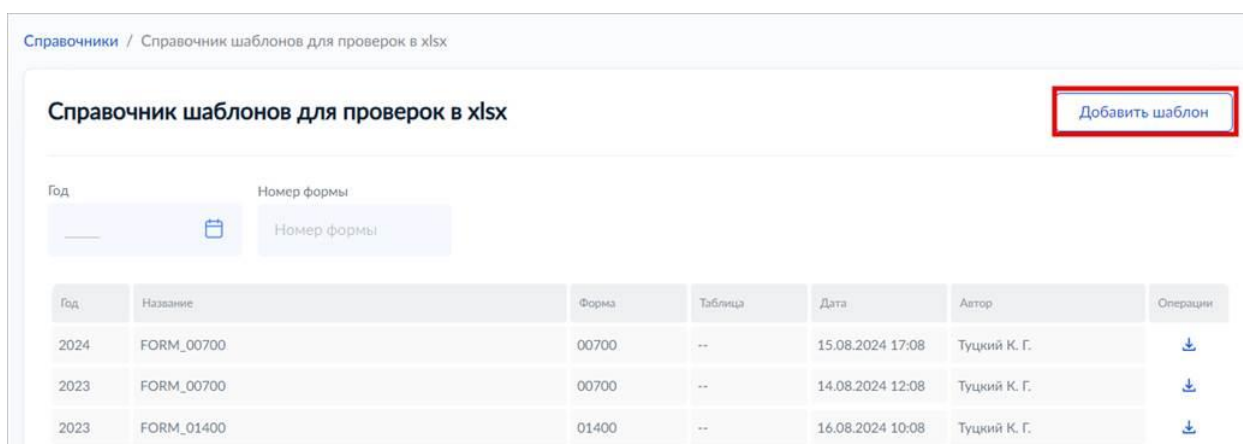 Справочники / Справочник шаблонов для проверок в xlsx
Справочник шаблонов для проверок в xlsx
Добавить шаблон
Год Номер формы
____ Номер формы
Год Название Форма Таблица Дата Автор Операции
2024 FORM_00700 00700 -- 15.08.2024 17:08 Туцкий К. Г.
2023 FORM_00700 00700 -- 14.08.2024 12:08 Туцкий К. Г.
2023 FORM_01400 01400 -- 16.08.2024 10:08 Туцкий К. Г.